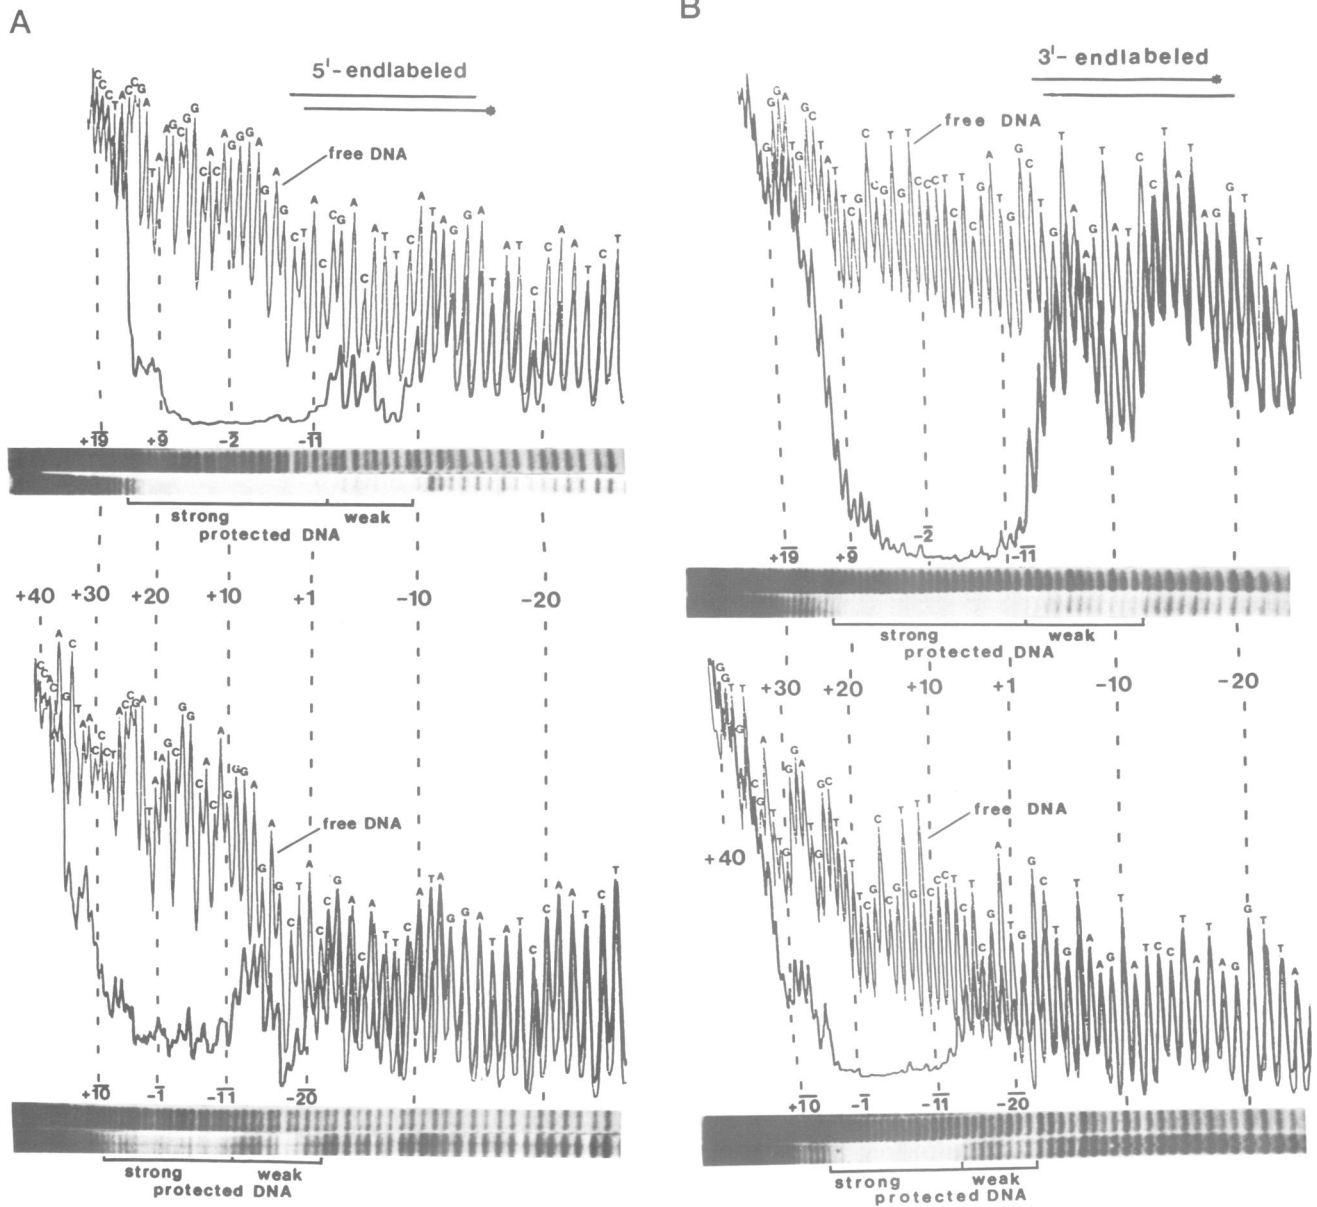 A
5'-endlabeled
*
C C C T A C C G A T A A G C G G C A C A G G G A G A G C T A C C G A C A T T C A T A G G A T A T C C A A T C T
free DNA
+19 +9 -2 -11
strong weak
protected DNA
+40 +30 +20 +10 +1 -10 -20
C C A C A G C T A A C C C T A C C G A T A A G C G G C A C A G G G A G A G C T A C G A C A T T C A T A G G A T A T C C A A T C T
free DNA
+10 -1 -11 -20
strong weak
protected DNA
B
3'- endlabeled
*
G G A T G G C T A T C G C C G T G T C C C T C T C G A T G G C T G T A A G T A T C C T A T A G G T T A
free DNA
+19 +9 -2 -11
strong weak
protected DNA
+30 +20 +10 +1 -10 -20
+40
G G T T G C G A T T G G G A T G G C T A T T C G C C G T G T G C C C T C T C G A T G G C T G T A A G T A T C C T A T A G G T T A
free DNA
+10 -1 -11 -20
strong weak
protected DNA